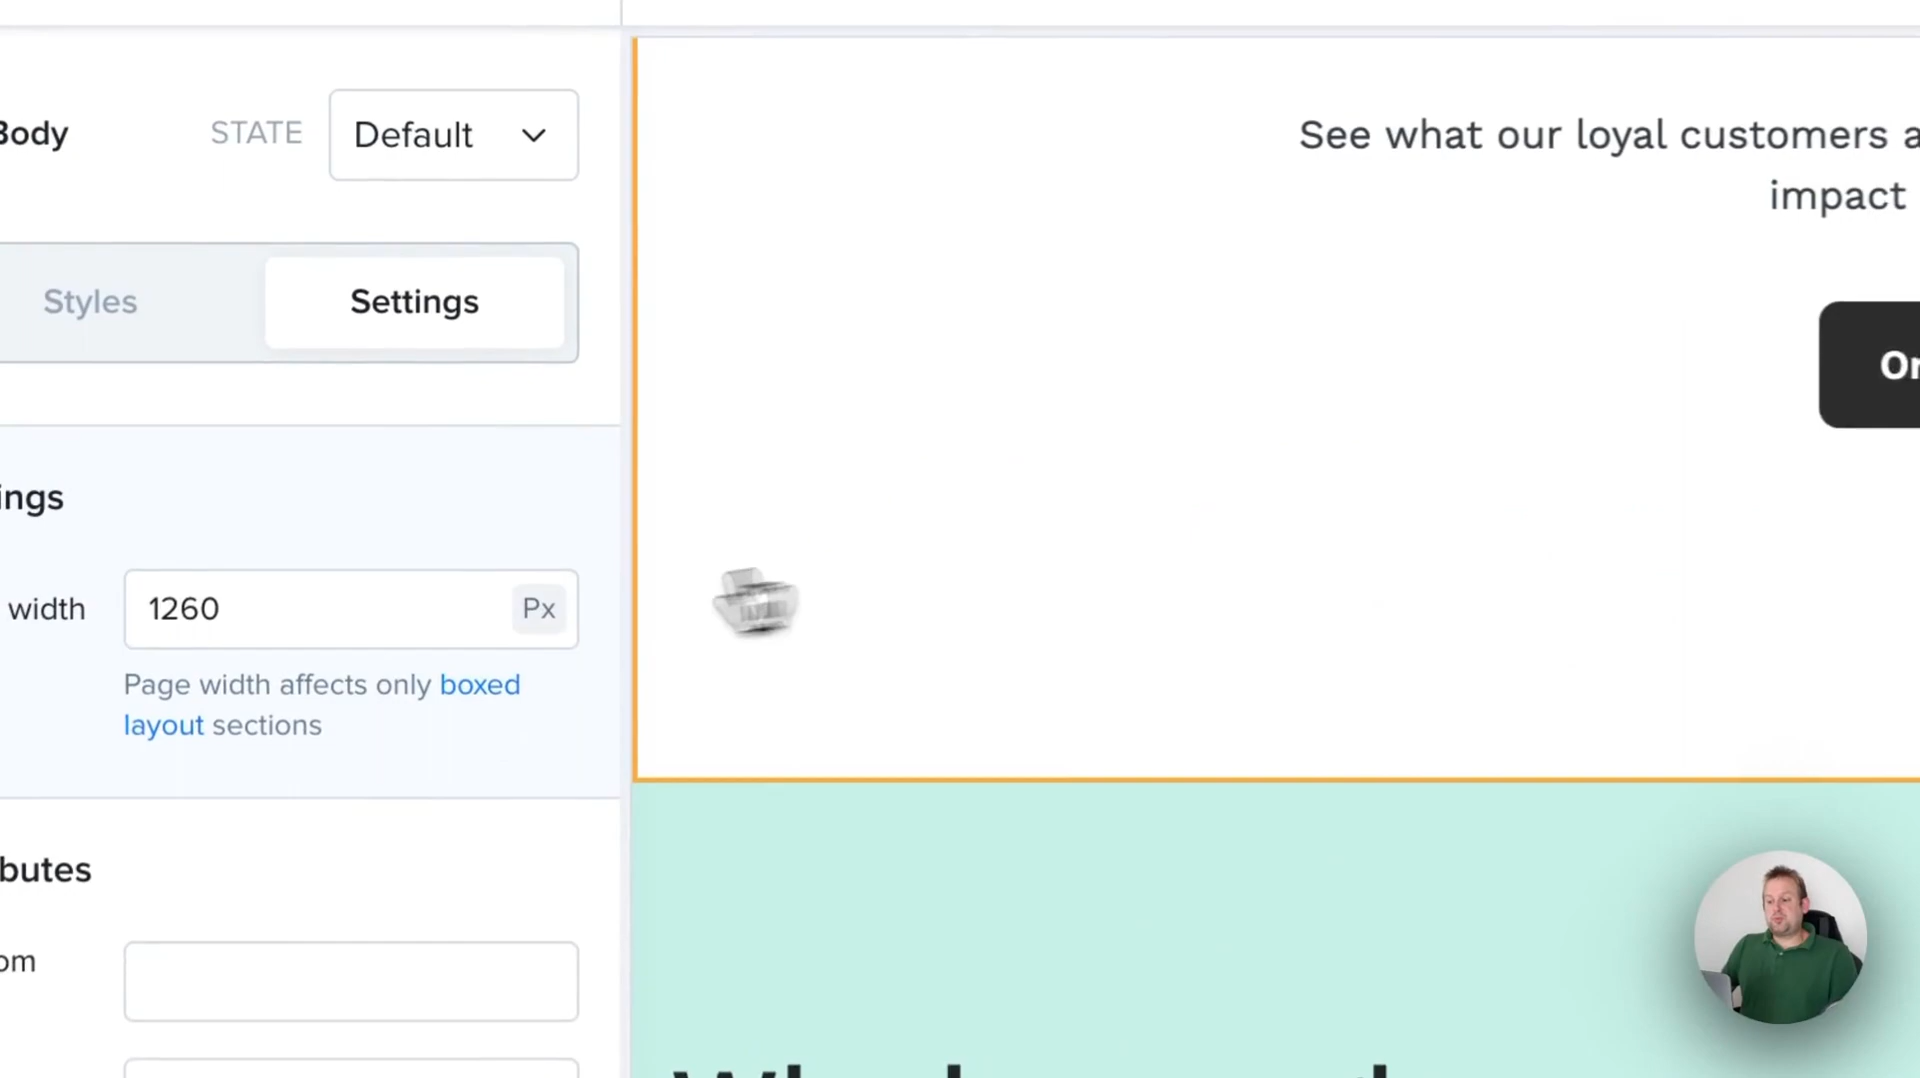 Body
STATE
Default
Styles
Settings
ings
width
1260
Px
Page width affects only boxed
layout sections
butes
om
See what our loyal customers a
impact
Or